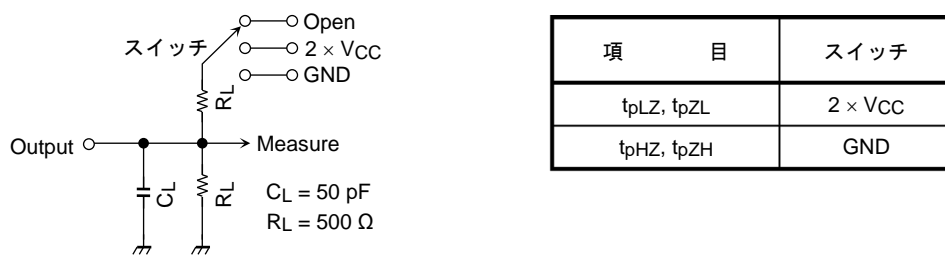 スイッチ
Open
2 × VCC
GND
RL
Output
Measure
CL
RL
CL = 50 pF
RL = 500 Ω
項 目 スイッチ
tpLZ, tpZL 2 × VCC
tpHZ, tpZH GND